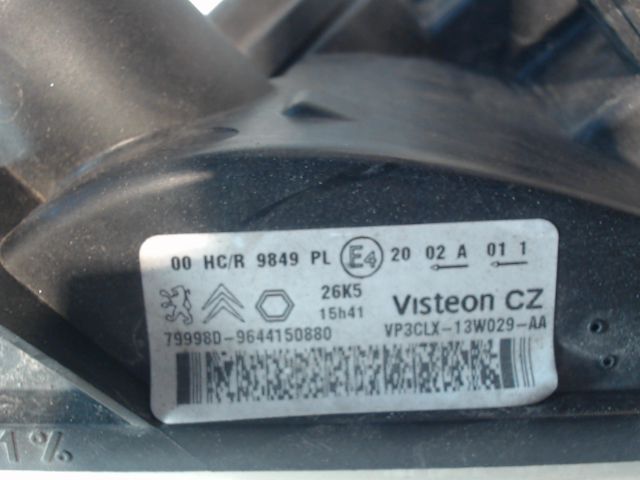 00 HC/R 9849 PL E4 20 02 A 01 1
26K5
15h41
Visteon CZ
79998D-9644150880 VP3CLX-13W029-AA
1%